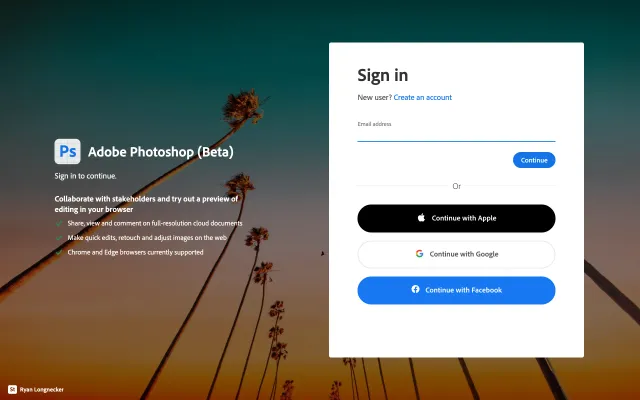 Ps
Adobe Photoshop (Beta)
Sign in to continue.
Collaborate with stakeholders and try out a preview of
editing in your browser
Share, view and comment on full-resolution cloud documents
Make quick edits, retouch and adjust images on the web
Chrome and Edge browsers currently supported
St Ryan Longnecker
Sign in
New user? Create an account
Email address
Continue
Or
Continue with Apple
Continue with Google
Continue with Facebook